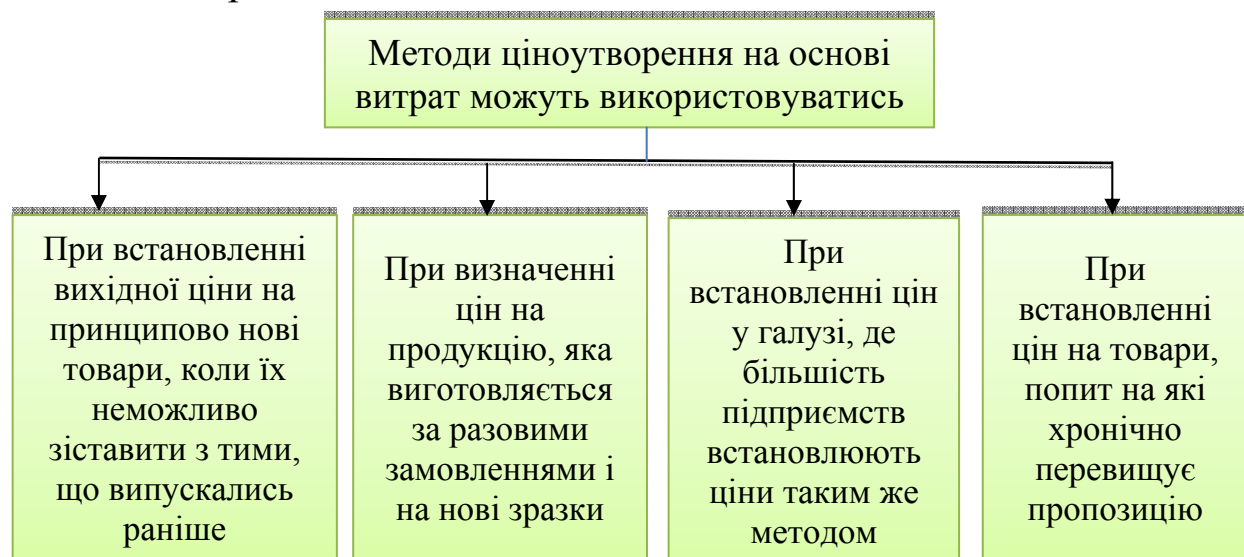 Методи ціноутворення на основі
витрат можуть використовуватись
При встановленні
вихідної ціни на
принципово нові
товари, коли їх
неможливо
зіставити з тими,
що випускались
раніше
При визначенні
цін на
продукцію, яка
виготовляється
за разовими
замовленнями і
на нові зразки
При
встановленні цін
у галузі, де
більшість
підприємств
встановлюють
ціни таким же
методом
При
встановленні
цін на товари,
попит на які
хронічно
перевищує
пропозицію